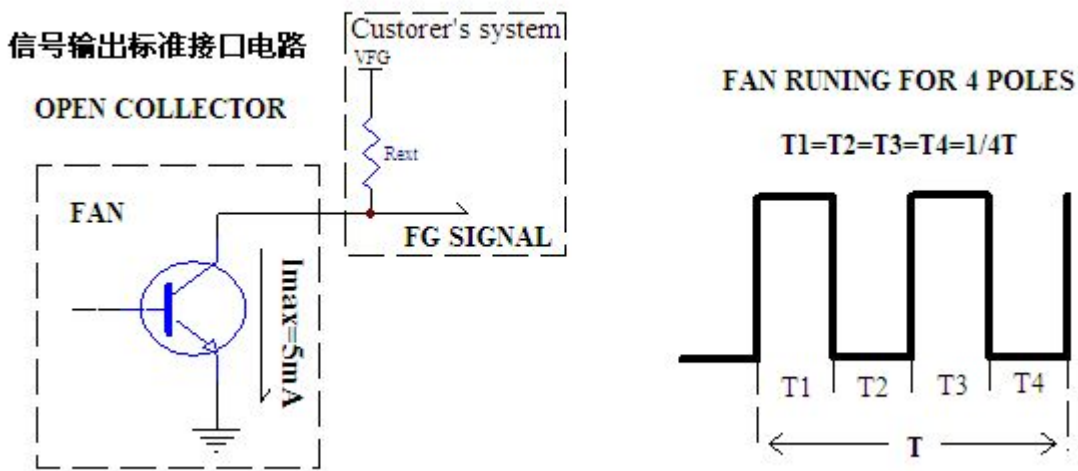 信号输出标准接口电路
OPEN COLLECTOR
FAN
Imax=5mA
Custorer's system
VFG
Rext
FG SIGNAL
FAN RUNING FOR 4 POLES
T1=T2=T3=T4=1/4T
T1 T2 T3 T4
T